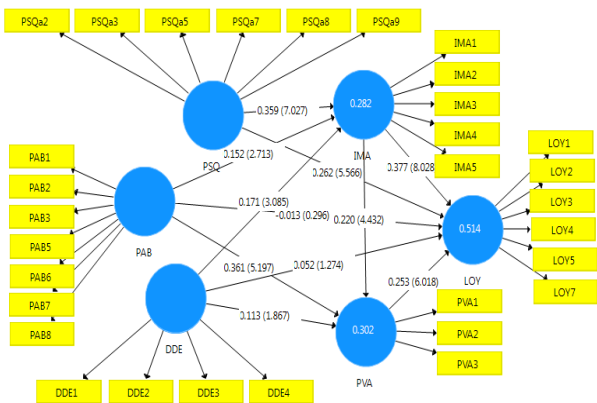 PSQa2 PSQa3 PSQa5 PSQa7 PSQa8 PSQa9
IMA1
IMA2
IMA3
IMA4
IMA5
0.359 (7.027)
0.282
IMA
PSQ
0.152 (2.713)
0.262 (5.566)
0.377 (8.028)
LOY1
LOY2
LOY3
LOY4
LOY5
LOY7
PAB1
PAB2
PAB3
PAB5
PAB6
PAB7
PAB8
PAB
0.171 (3.085)
-0.013 (0.296)
0.220 (4.432)
0.514
LOY
0.361 (5.197)
0.052 (1.274)
0.253 (6.018)
DDE
0.113 (1.867)
0.302
PVA
PVA1
PVA2
PVA3
DDE1 DDE2 DDE3 DDE4